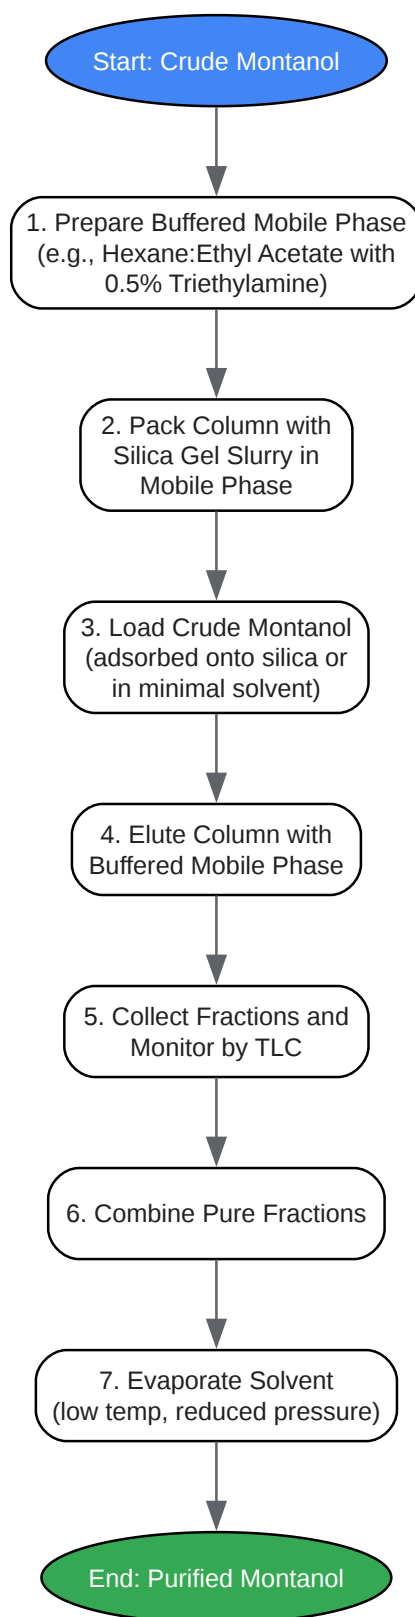 Start: Crude Montanol
1. Prepare Buffered Mobile Phase
(e.g., Hexane:Ethyl Acetate with
0.5% Triethylamine)
2. Pack Column with
Silica Gel Slurry in
Mobile Phase
3. Load Crude Montanol
(adsorbed onto silica or
in minimal solvent)
4. Elute Column with
Buffered Mobile Phase
5. Collect Fractions and
Monitor by TLC
6. Combine Pure Fractions
7. Evaporate Solvent
(low temp, reduced pressure)
End: Purified Montanol